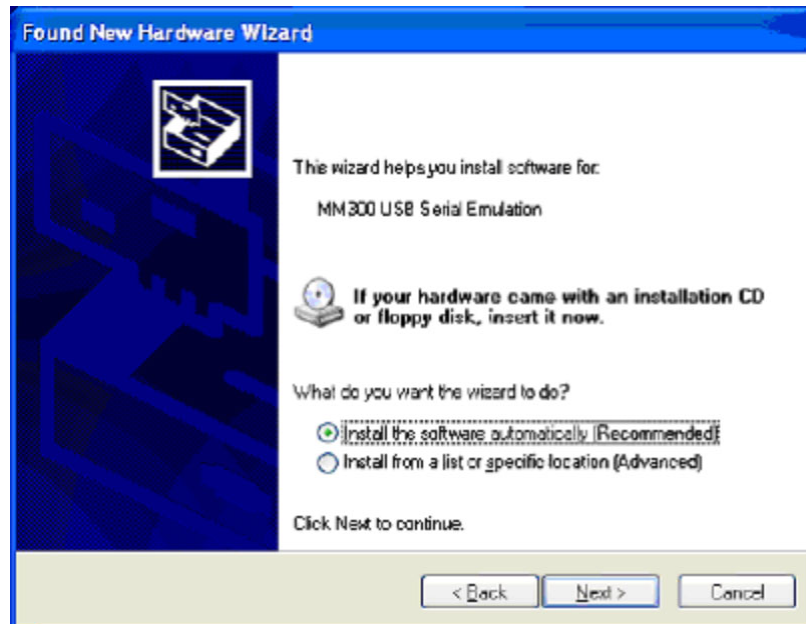 Found New Hardware Wizard
This wizard helps you install software for:
MM300 USB Serial Emulation
If your hardware came with an installation CD
or floppy disk, insert it now.
What do you want the wizard to do?
Install the software automatically (Recommended)
Install from a list or specific location (Advanced)
Click Next to continue.
< Back
Next >
Cancel